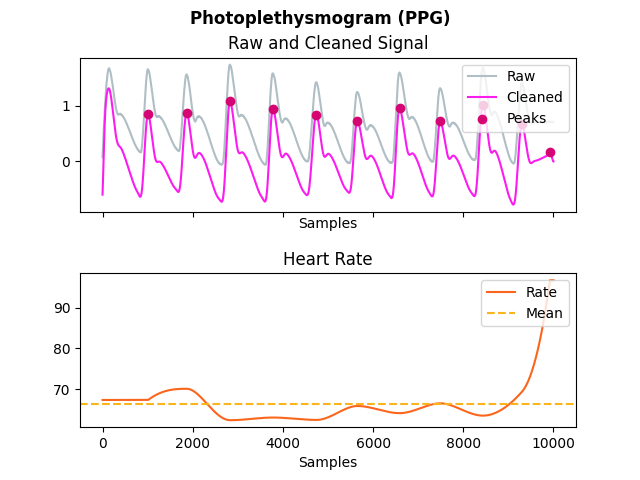 Photoplethysmogram (PPG)
Raw and Cleaned Signal
1
0
Raw
Cleaned
Peaks
Samples
Heart Rate
90
80
70
Rate
Mean
0 2000 4000 6000 8000 10000
Samples